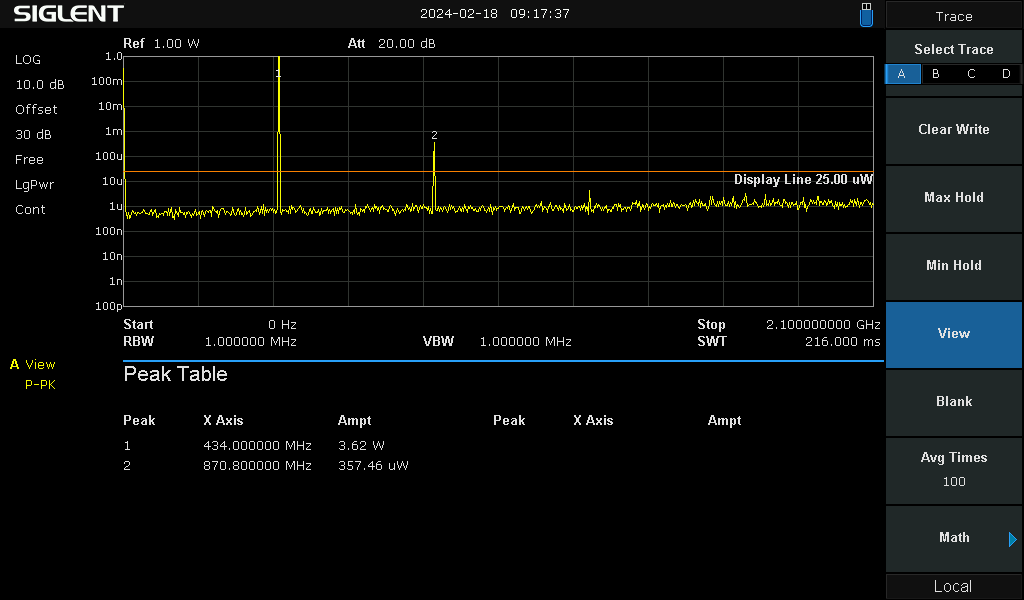 SIGLENT 2024-02-18 09:17:37
Trace
Ref 1.00 W Att 20.00 dB
LOG
10.0 dB
Offset
30 dB
Free
LgPwr
Cont
1.0
100m
10m
1m
100u
10u
1u
100n
10n
1n
100p
1
2
Display Line 25.00 uW
Start 0 Hz Stop 2.100000000 GHz
RBW 1.000000 MHz VBW 1.000000 MHz SWT 216.000 ms
A View
P-PK
Peak Table
Peak X Axis Ampt Peak X Axis Ampt
1 434.000000 MHz 3.62 W
2 870.800000 MHz 357.46 uW
Select Trace
A B C D
Clear Write
Max Hold
Min Hold
View
Blank
Avg Times
100
Math
Local